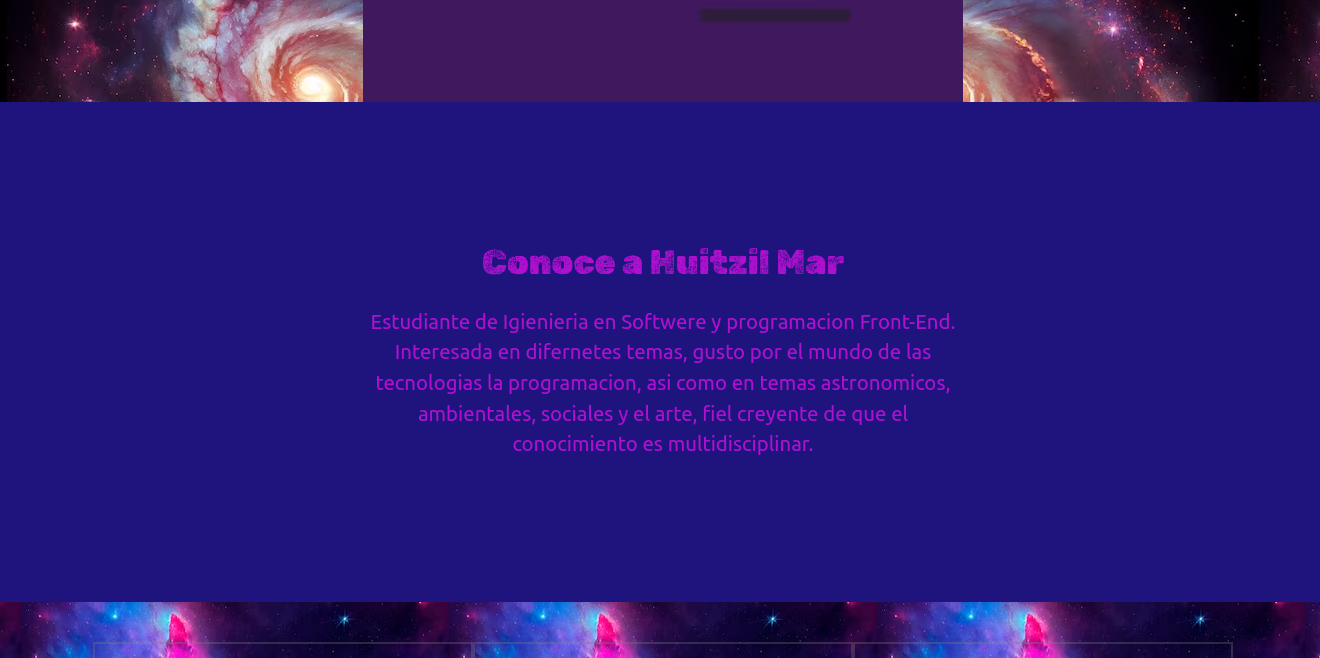 Conoce a Huitzil Mar
Estudiante de Igienieria en Softwere y programacion Front-End.
Interesada en difernetes temas, gusto por el mundo de las
tecnologias la programacion, asi como en temas astronomicos,
ambientales, sociales y el arte, fiel creyente de que el
conocimiento es multidisciplinar.